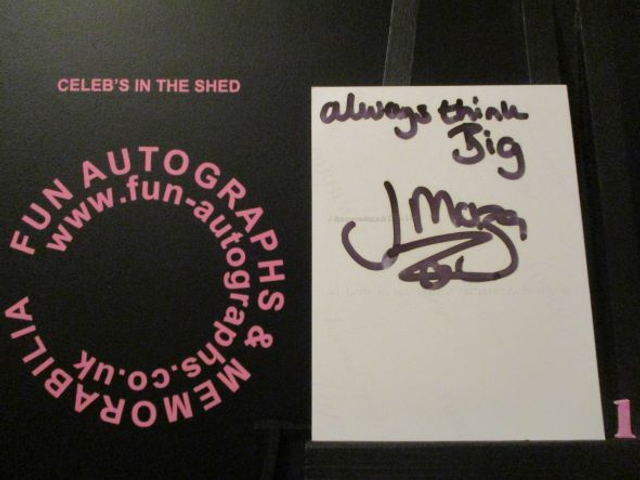 CELEB'S IN THE SHED
FUN AUTOGRAPHS & MEMORABILIA
www.fun-autographs.co.uk
always think
Big
1